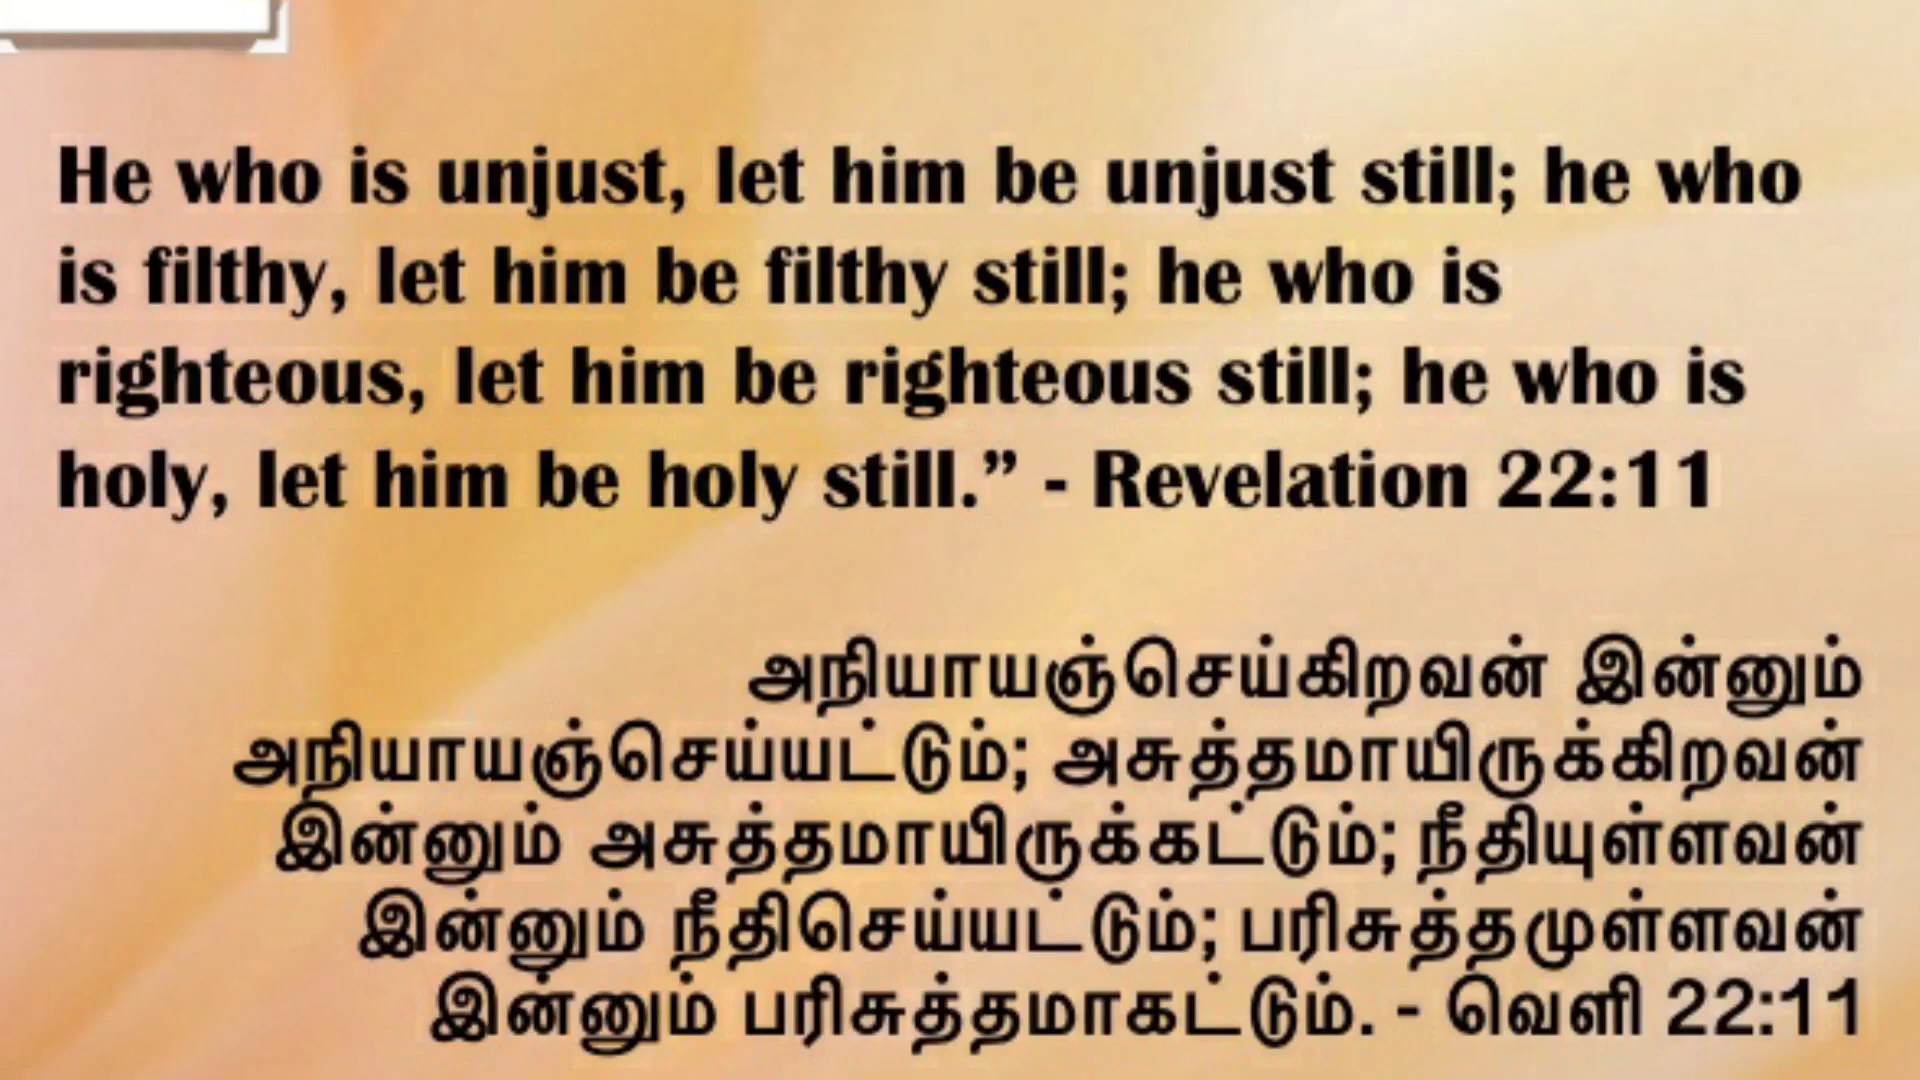 He who is unjust, let him be unjust still; he who
is filthy, let him be filthy still; he who is
righteous, let him be righteous still; he who is
holy, let him be holy still.” - Revelation 22:11
அநியாயஞ்செய்கிறவன் இன்னும்
அநியாயஞ்செய்யட்டும்; அசுத்தமாயிருக்கிறவன்
இன்னும் அசுத்தமாயிருக்கட்டும்; நீதியுள்ளவன்
இன்னும் நீதிசெய்யட்டும்; பரிசுத்தமுள்ளவன்
இன்னும் பரிசுத்தமாகட்டும். - வெளி 22:11